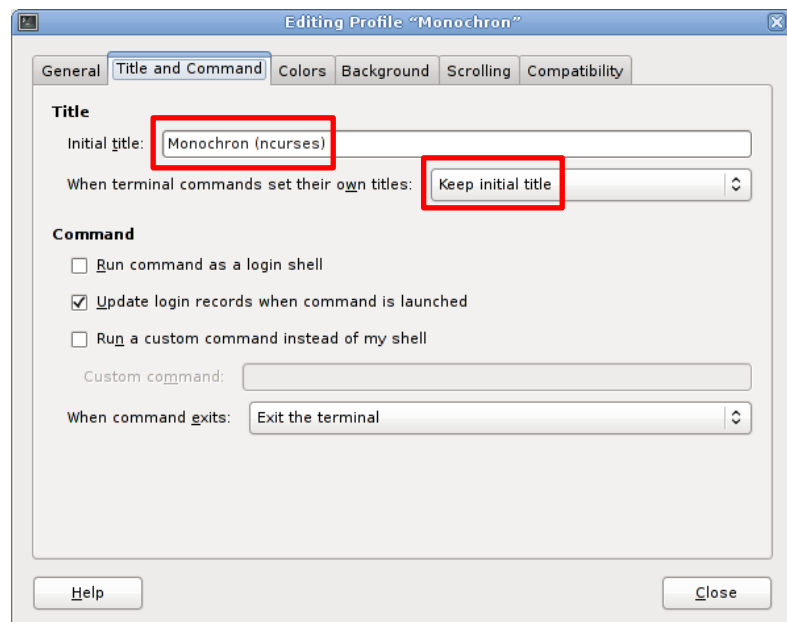 Editing Profile “Monochron”
General Title and Command Colors Background Scrolling Compatibility
Title
Initial title: Monochron (ncurses)
When terminal commands set their own titles: Keep initial title
Command
Run command as a login shell
Update login records when command is launched
Run a custom command instead of my shell
Custom command:
When command exits: Exit the terminal
Help Close